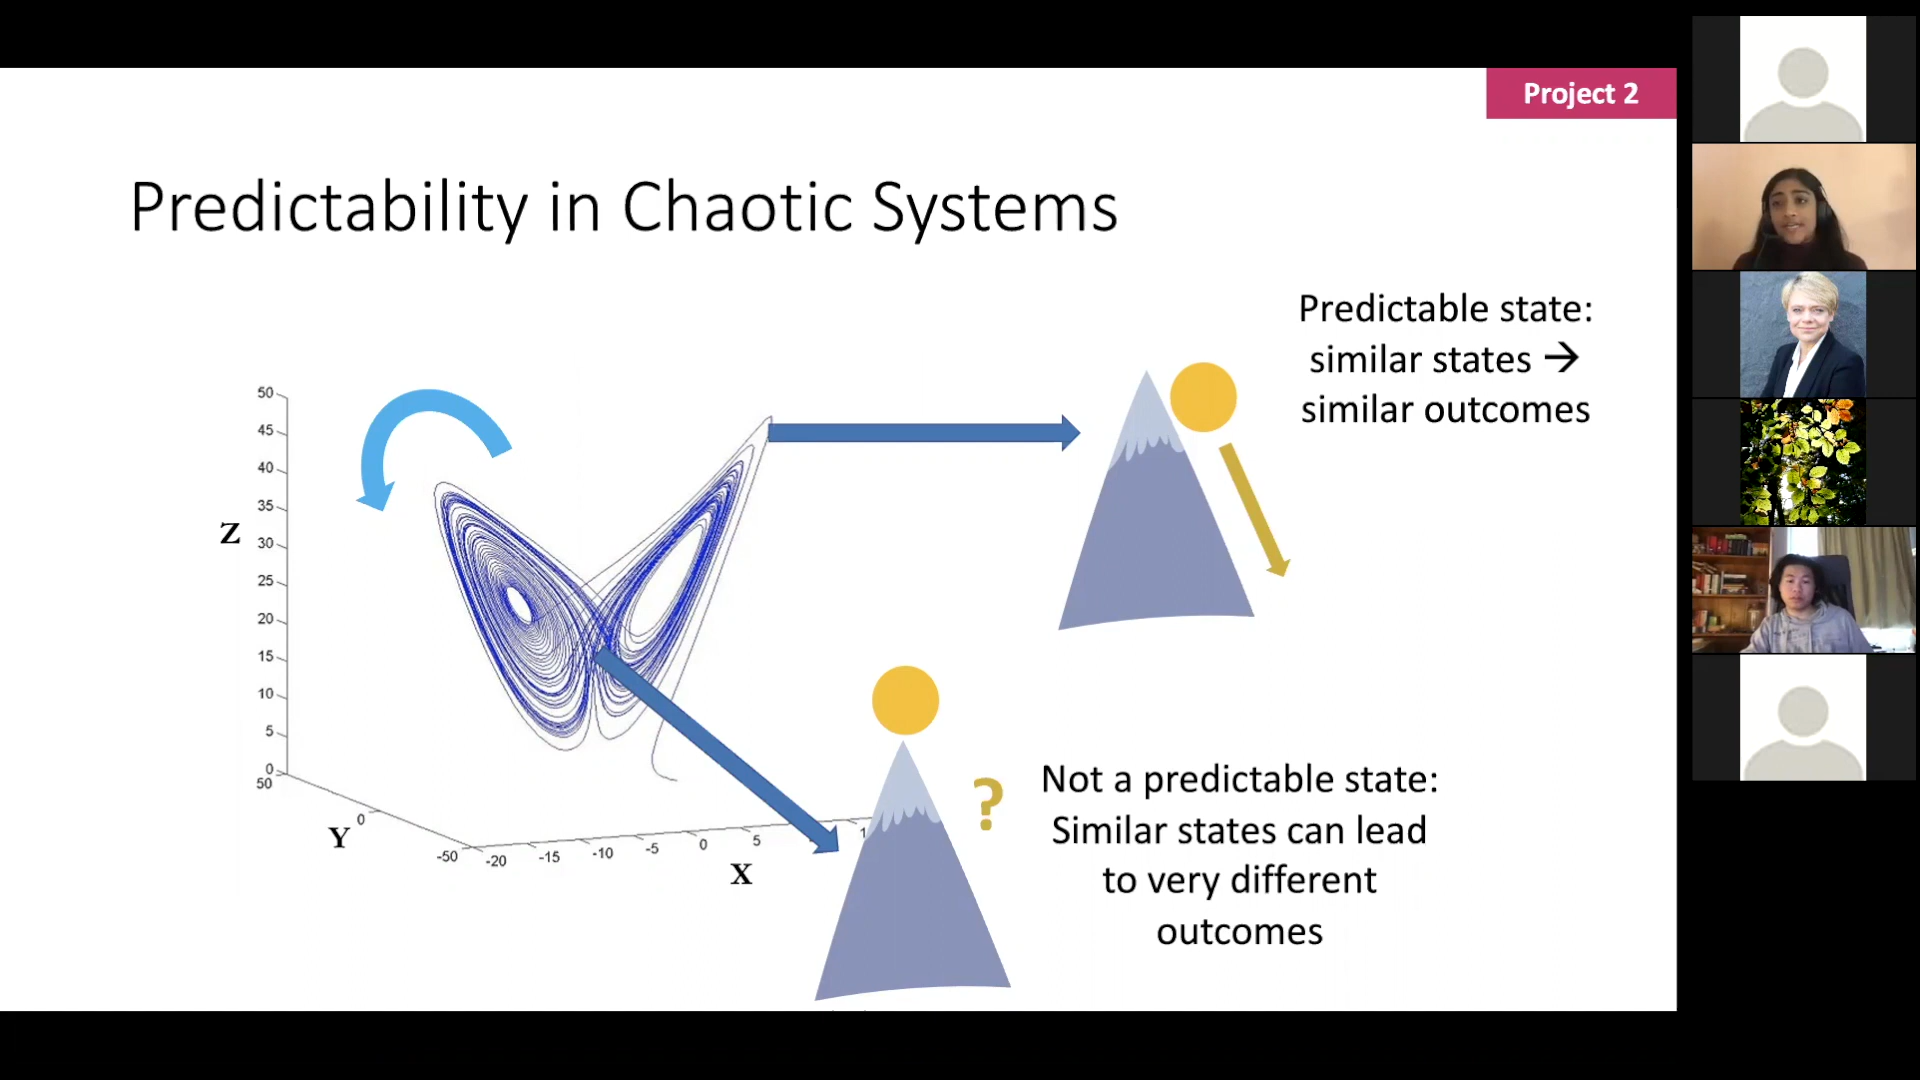 Project 2
Predictability in Chaotic Systems
Predictable state:
similar states →
similar outcomes
50
45
40
35
Z
30
25
20
15
10
5
0
50
Y
0
-50
-20
-15
-10
-5
0
5
1
X
?
Not a predictable state:
Similar states can lead
to very different
outcomes